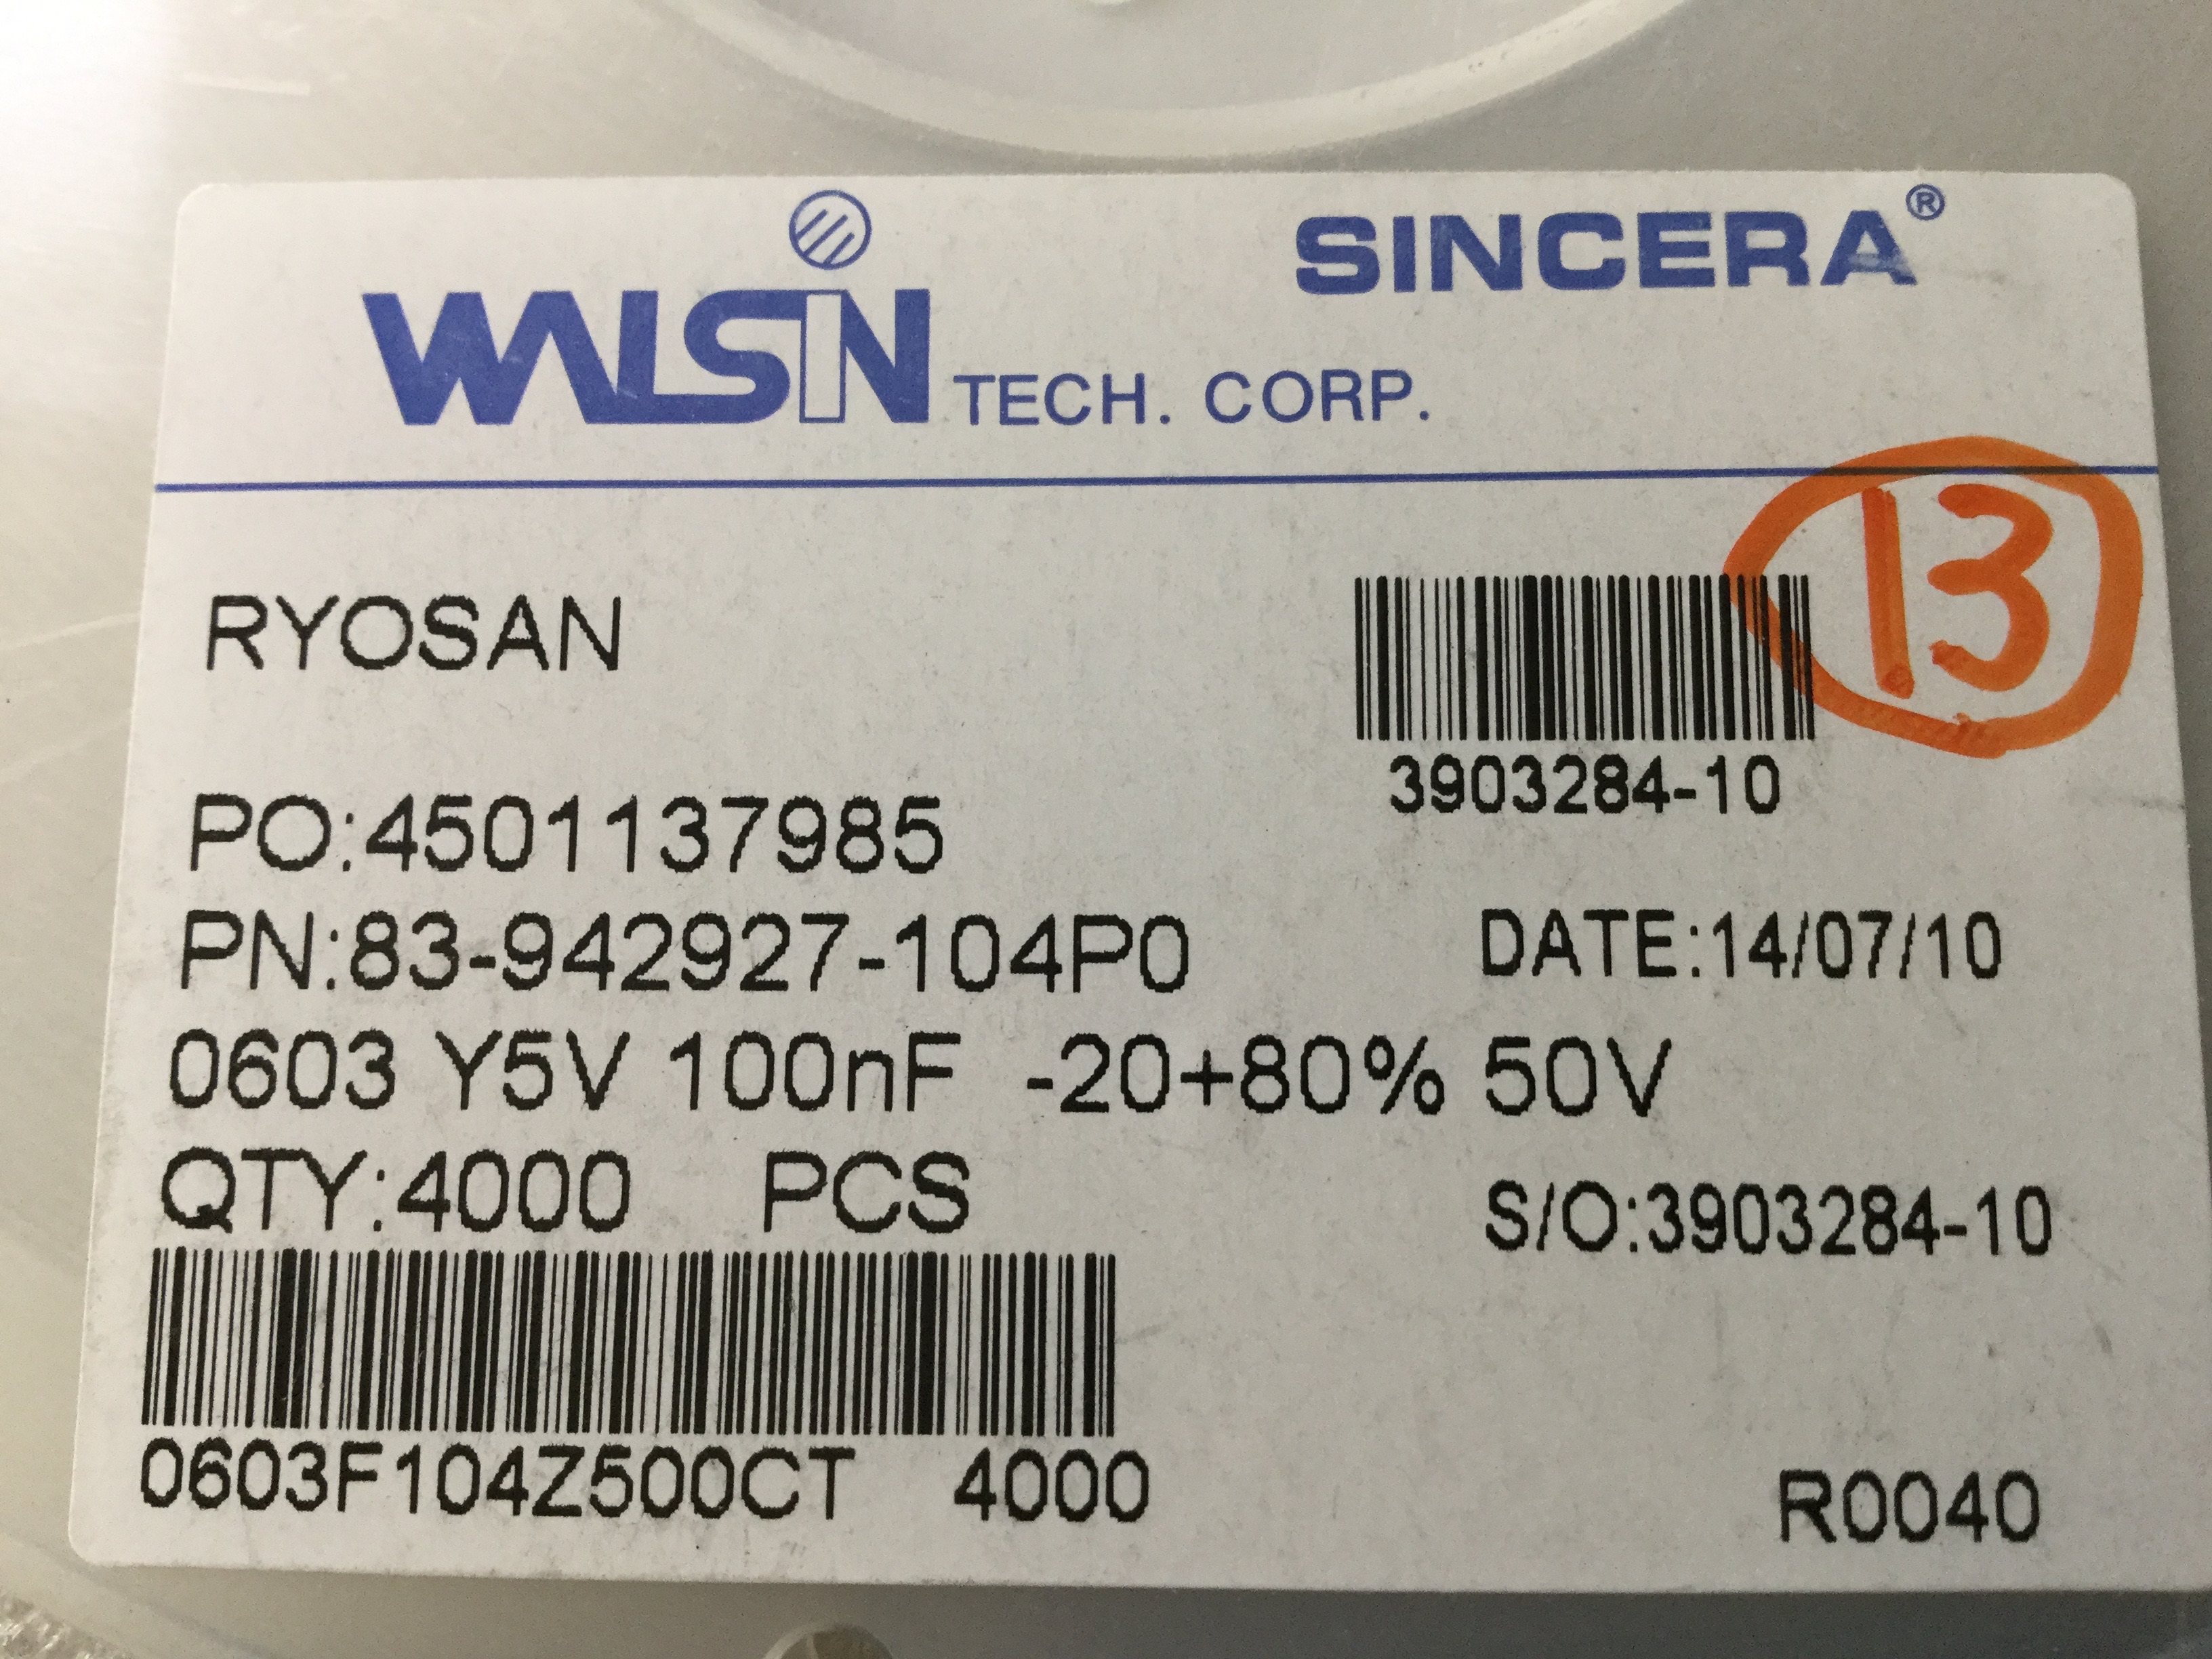 WALSIN TECH. CORP.
SINCERA®
13
RYOSAN
3903284-10
PO:4501137985
PN:83-942927-104P0
DATE:14/07/10
0603 Y5V 100nF -20+80% 50V
QTY:4000 PCS
S/O:3903284-10
0603F104Z500CT 4000
R0040